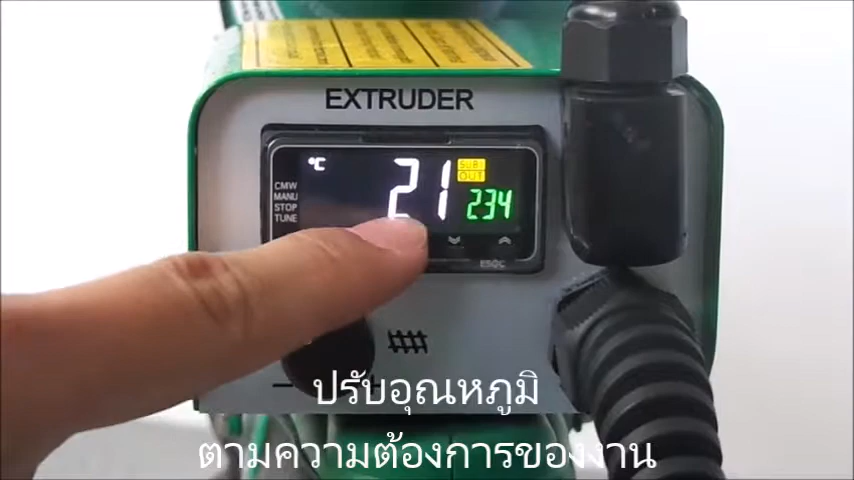 EXTRUDER
°C
21
SUB
OUT
234
CMW
MANU
STOP
TUNE
E5CC
ปรับอุณหภูมิ
ตามความต้องการของงาน